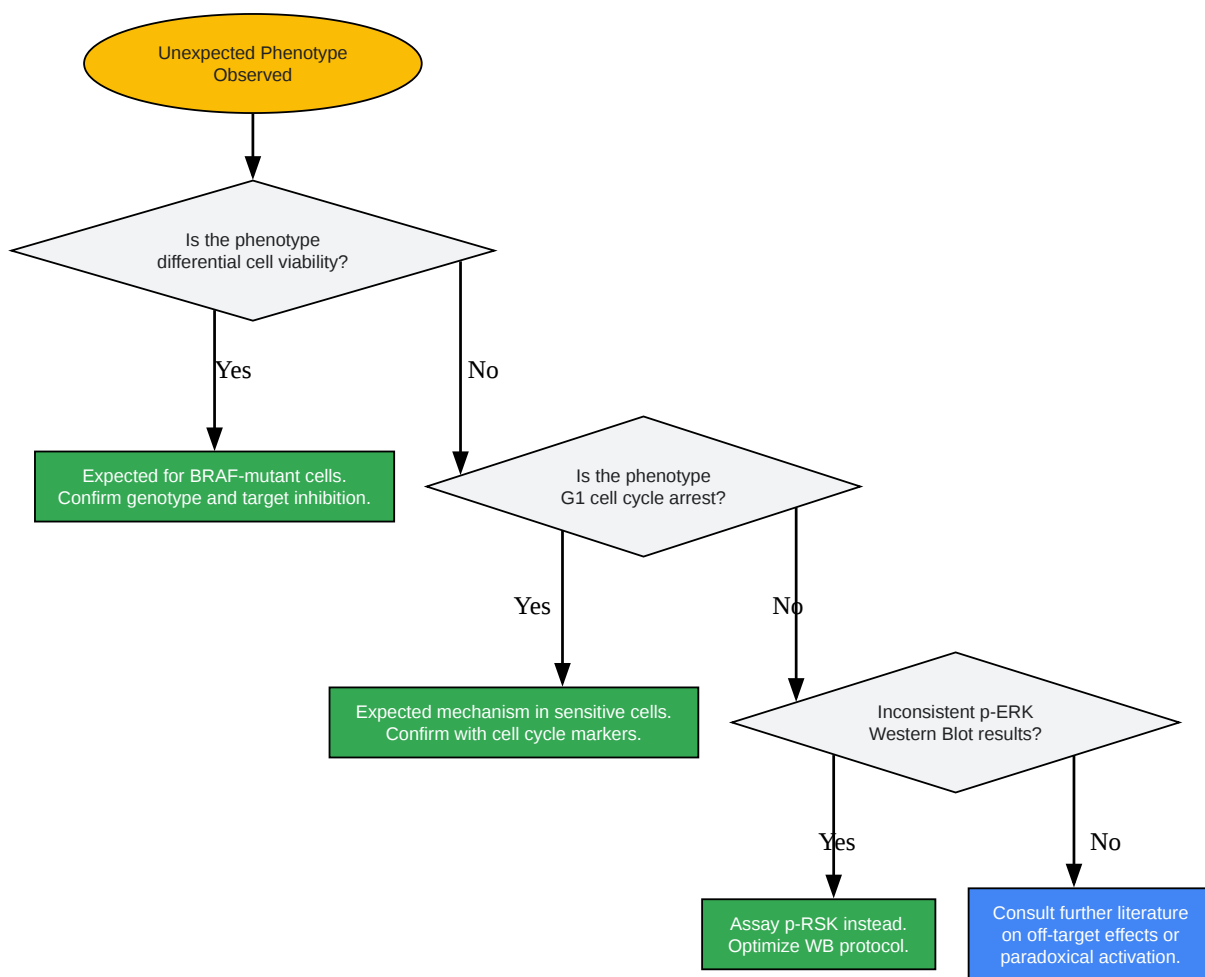 Unexpected Phenotype
Observed
Is the phenotype
differential cell viability?
Yes
No
Expected for BRAF-mutant cells.
Confirm genotype and target inhibition.
Is the phenotype
G1 cell cycle arrest?
Yes
No
Expected mechanism in sensitive cells.
Confirm with cell cycle markers.
Inconsistent p-ERK
Western Blot results?
Yes
No
Assay p-RSK instead.
Optimize WB protocol.
Consult further literature
on off-target effects or
paradoxical activation.